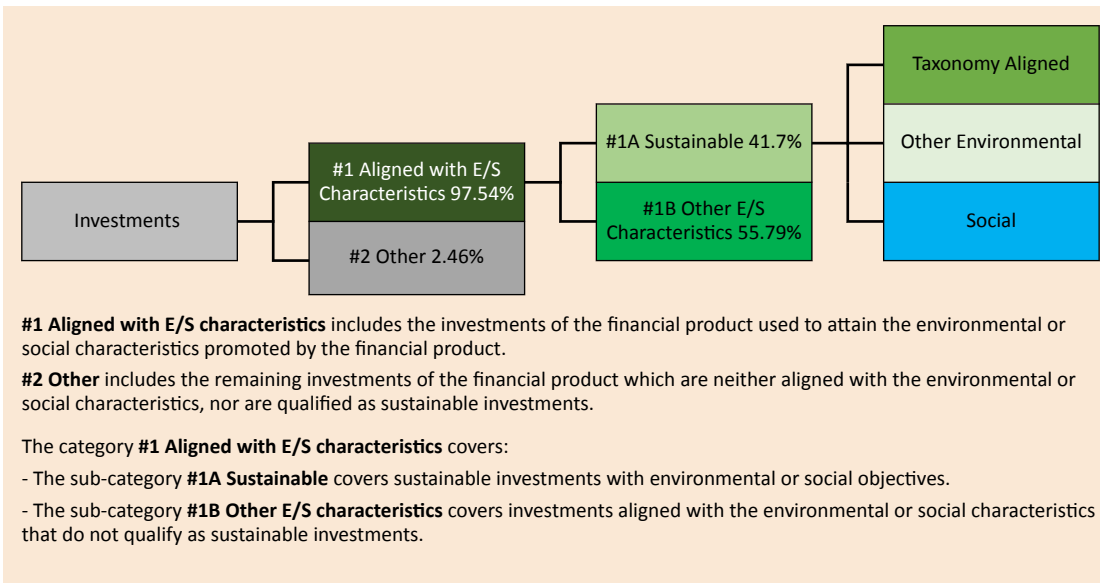 Taxonomy Aligned
#1A Sustainable 41.7%
Other Environmental
#1 Aligned with E/S
Characteristics 97.54%
Investments
#1B Other E/S
Characteristics 55.79%
Social
#2 Other 2.46%
#1 Aligned with E/S characteristics includes the investments of the financial product used to attain the environmental or
social characteristics promoted by the financial product.
#2 Other includes the remaining investments of the financial product which are neither aligned with the environmental or
social characteristics, nor are qualified as sustainable investments.
The category #1 Aligned with E/S characteristics covers:
- The sub-category #1A Sustainable covers sustainable investments with environmental or social objectives.
- The sub-category #1B Other E/S characteristics covers investments aligned with the environmental or social characteristics
that do not qualify as sustainable investments.